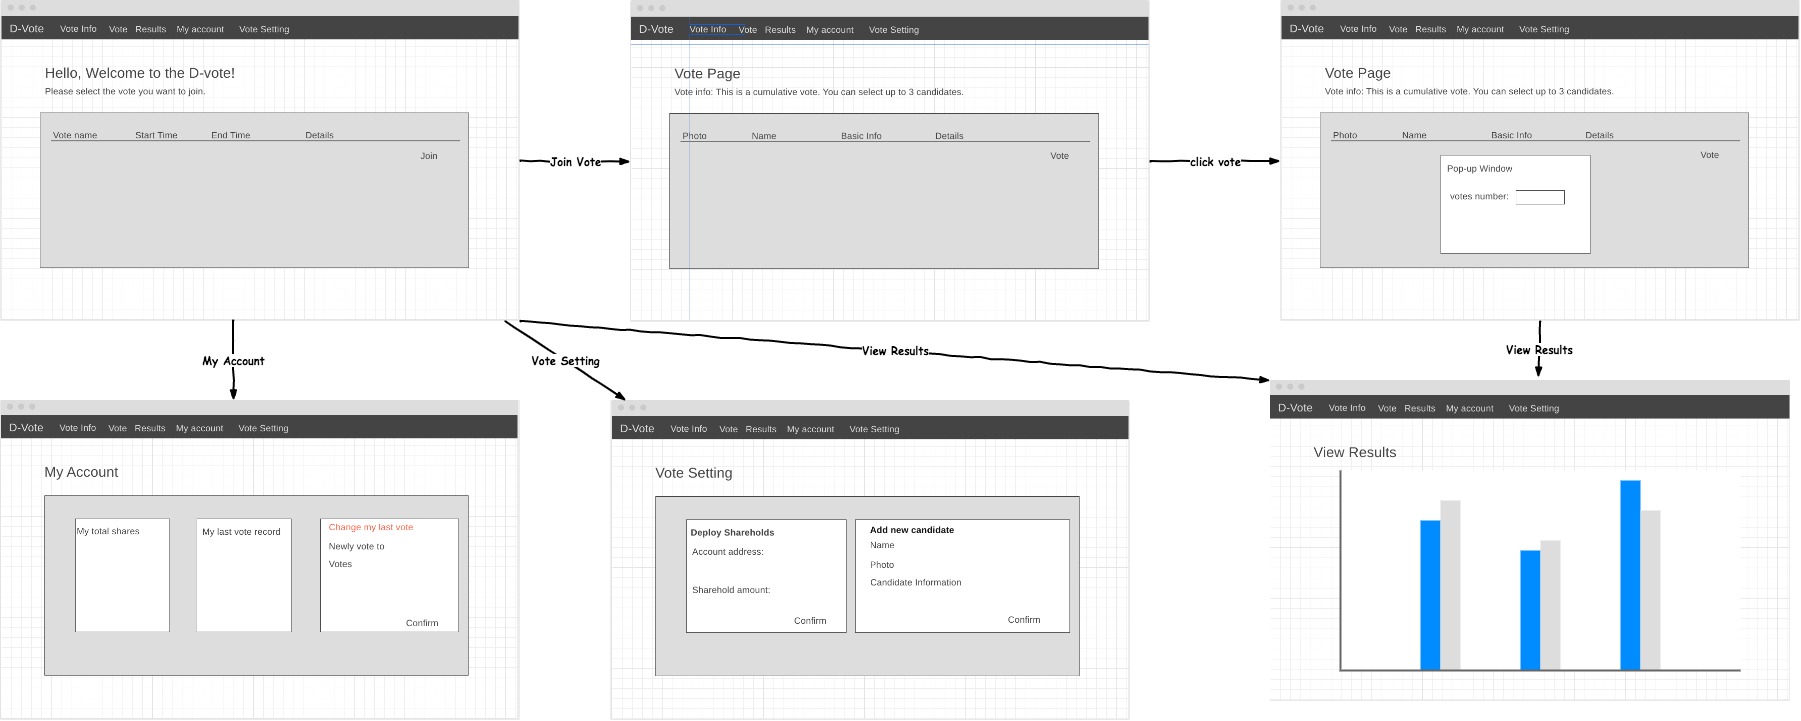 D-Vote Vote Info Vote Results My account Vote Setting
Hello, Welcome to the D-vote!
Please select the vote you want to join.
Vote name Start Time End Time Details
Join
Join Vote
D-Vote Vote Info Vote Results My account Vote Setting
Vote Page
Vote info: This is a cumulative vote. You can select up to 3 candidates.
Photo Name Basic Info Details
Vote
click vote
D-Vote Vote Info Vote Results My account Vote Setting
Vote Page
Vote info: This is a cumulative vote. You can select up to 3 candidates.
Photo Name Basic Info Details
Vote
Pop-up Window
votes number:
My Account
Vote Setting
View Results
View Results
D-Vote Vote Info Vote Results My account Vote Setting
My Account
My total shares
My last vote record
Change my last vote
Newly vote to
Votes
Confirm
D-Vote Vote Info Vote Results My account Vote Setting
Vote Setting
Deploy Shareholds
Account address:
Sharehold amount:
Confirm
Add new candidate
Name
Photo
Candidate Information
Confirm
D-Vote Vote Info Vote Results My account Vote Setting
View Results